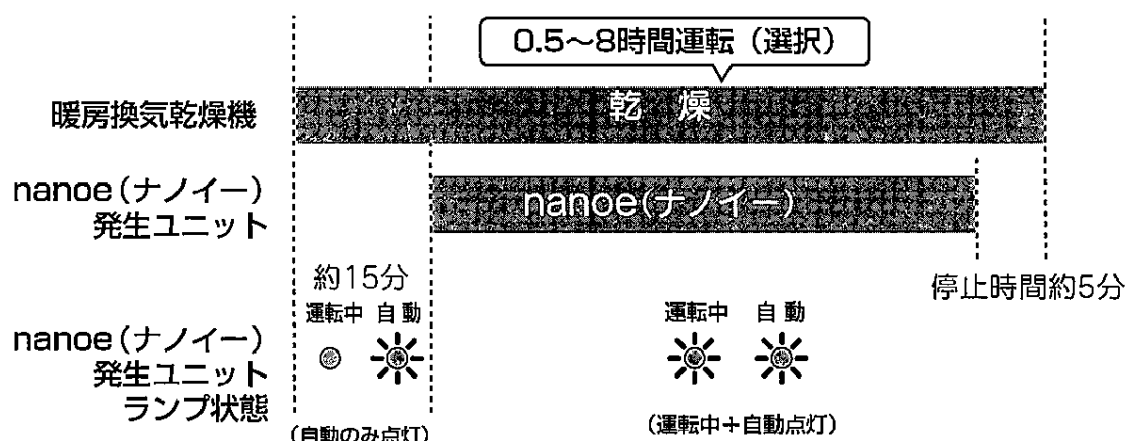 0.5～8時間運転（選択）
暖房換気乾燥機
乾 燥
nanoe（ナノイー）
発生ユニット
nanoe（ナノイー）
約15分
停止時間約5分
運転中 自動
運転中 自動
nanoe（ナノイー）
発生ユニット
ランプ状態
（自動のみ点灯）
（運転中＋自動点灯）